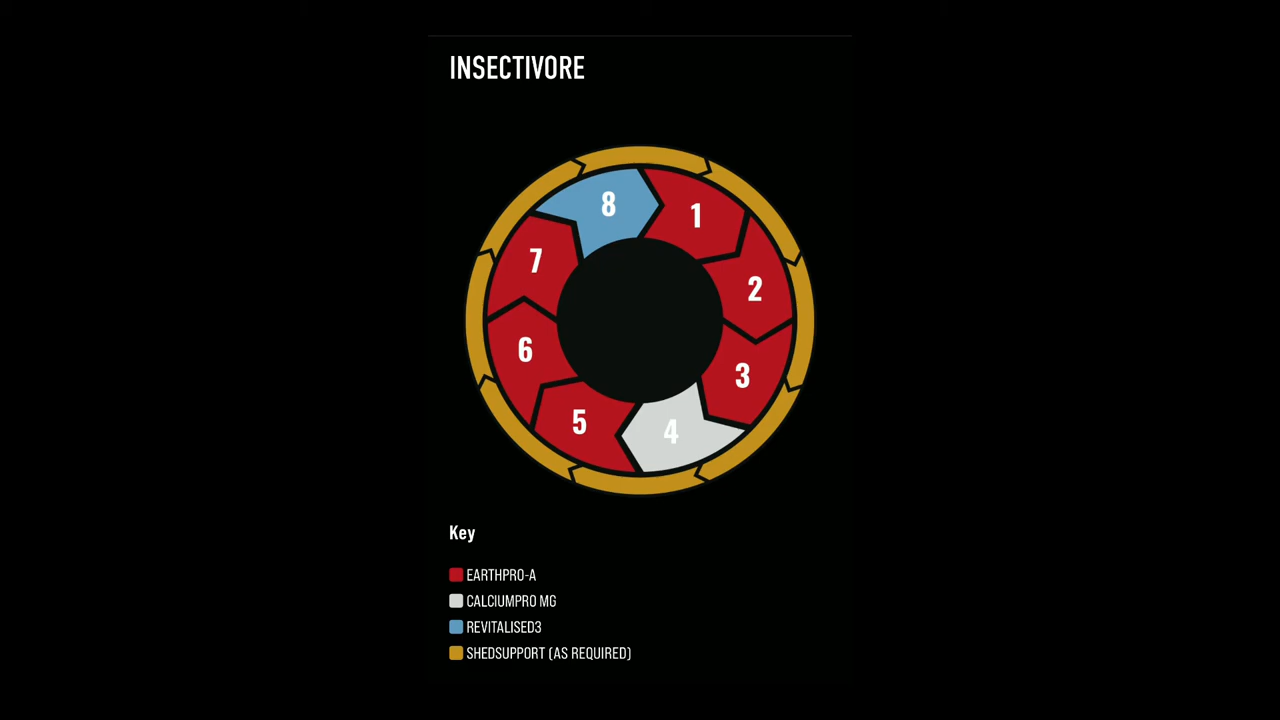 INSECTIVORE
8
1
7
2
6
3
5
4
Key
EARTHPRO-A
CALCIUMPRO MG
REVITALISED3
SHEDSUPPORT (AS REQUIRED)